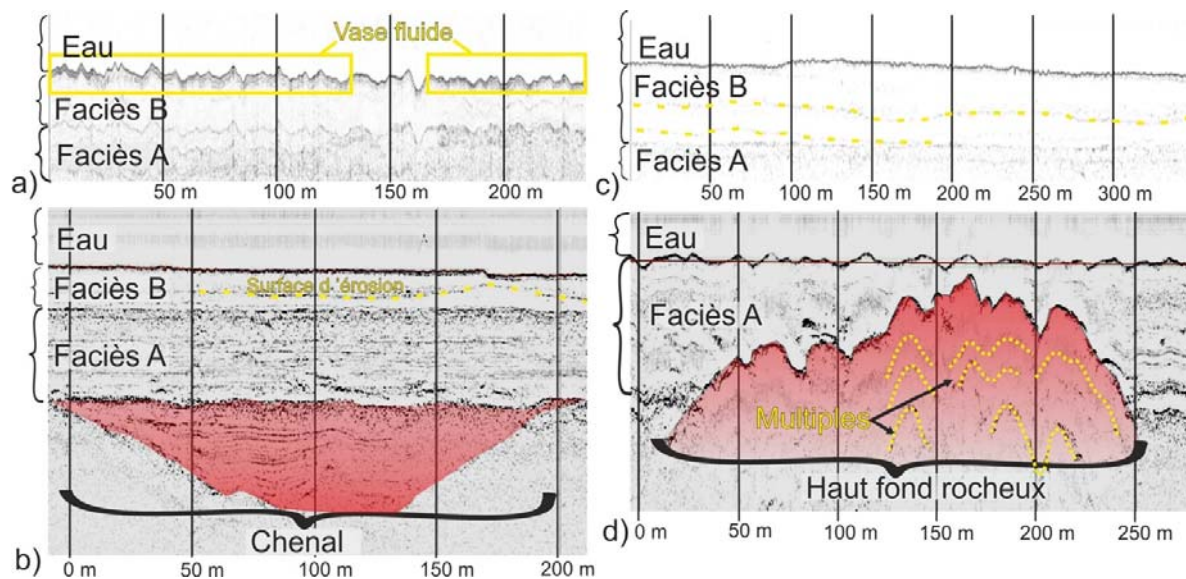 Eau
Vase fluide
Faciès B
Faciès A
a)
50 m 100 m 150 m 200 m
Eau
Faciès B
Faciès A
c)
50 m 100 m 150 m 200 m 250 m 300 m
Eau
Faciès B
Surface d 'érosion
Faciès A
Chenal
b)
0 m 50 m 100 m 150 m 200 m
Eau
Faciès A
Multiples
Haut fond rocheux
d)
0 m 50 m 100 m 150 m 200 m 250 m